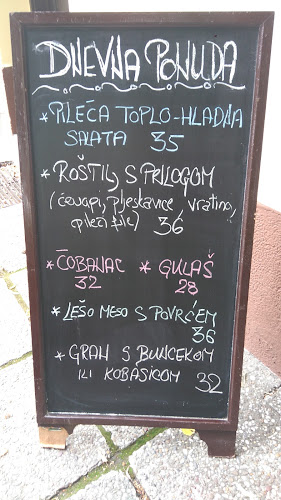 DNEVNA PONUDA
* PILEĆA TOPLO-HLADNA
SALATA 35
* ROŠTILJ S PRILOGOM
(ćevapi, pljeskavice, vratina,
pileći file) 36
* ČOBANAC * GULAŠ
32 28
* LEŠO MESO S POVRĆEM
36
* GRAH S BUNCEKOM
ILI KOBASICOM 32